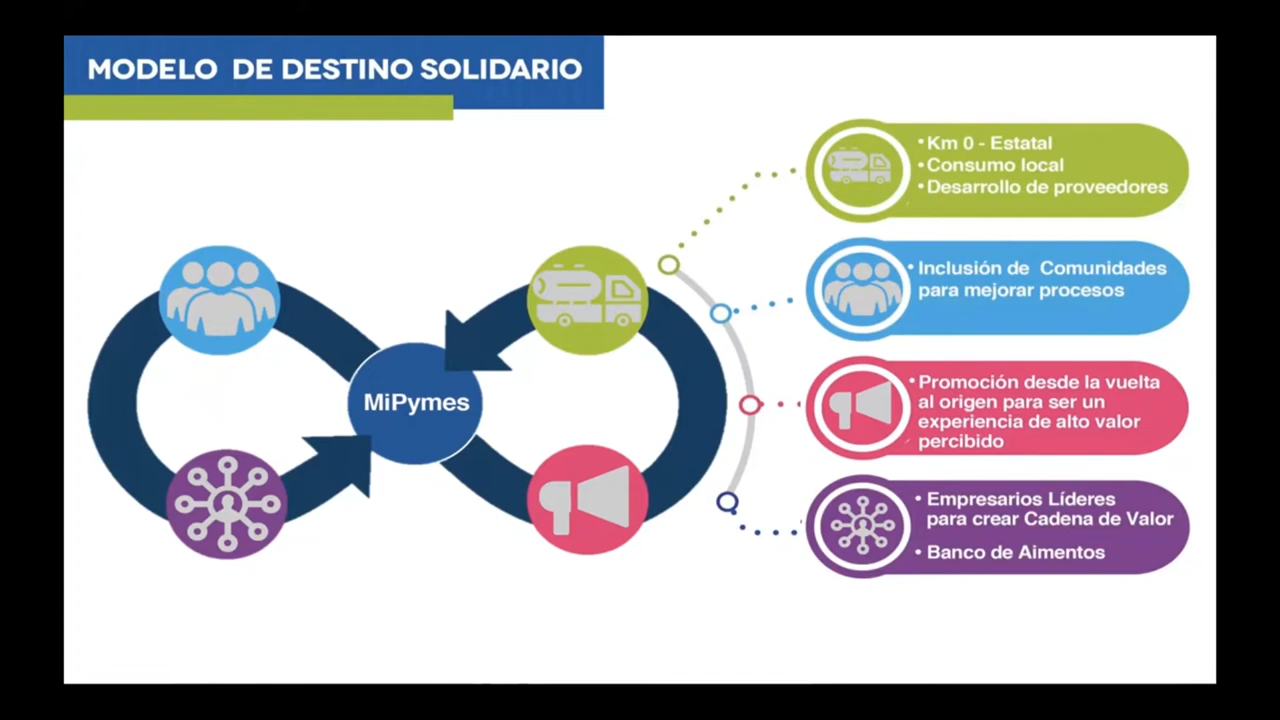 MODELO DE DESTINO SOLIDARIO
MiPymes
• Km 0 - Estatal
• Consumo local
• Desarrollo de proveedores
• Inclusión de Comunidades
para mejorar procesos
• Promoción desde la vuelta
al origen para ser un
experiencia de alto valor
percibido
• Empresarios Líderes
para crear Cadena de Valor
• Banco de Aimentos